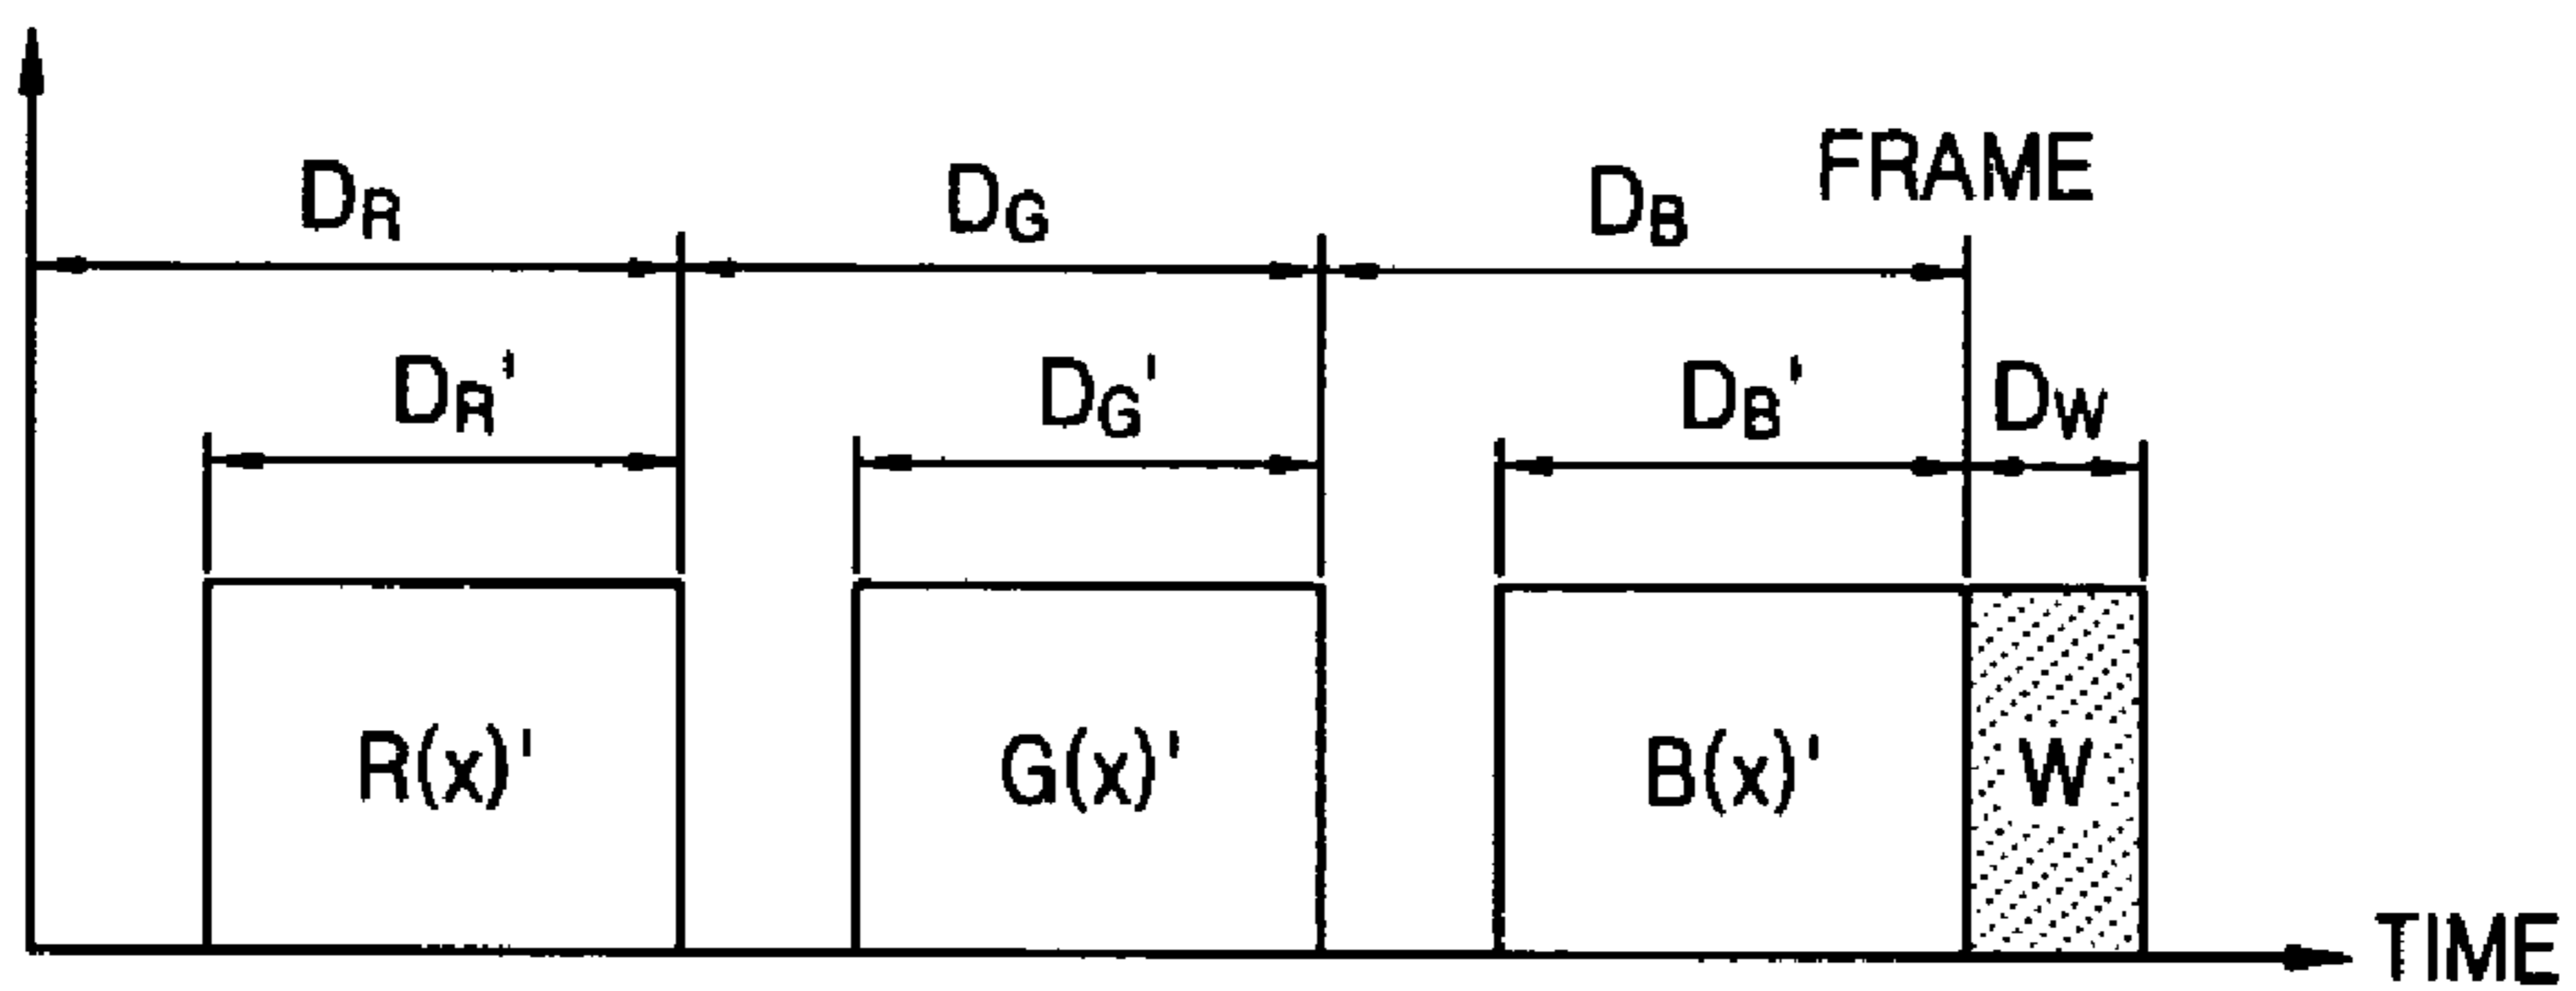 FRAME
DR DG DB
DR' DG' DB' DW
R(x)' G(x)' B(x)' W
TIME